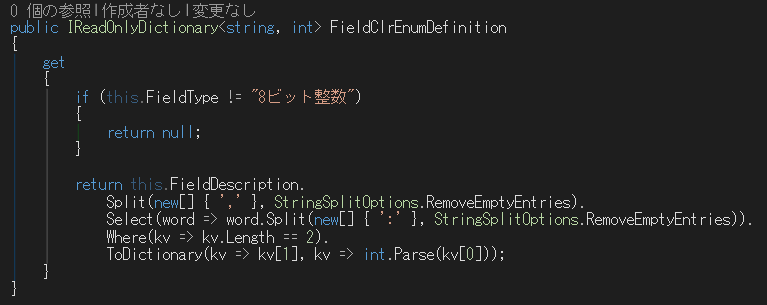 0 個の参照|作成者なし|変更なし
public IReadOnlyDictionary<string, int> FieldClrEnumDefinition
{
    get
    {
        if (this.FieldType != "8ビット整数")
        {
            return null;
        }

        return this.FieldDescription.
            Split(new[] { ',' }, StringSplitOptions.RemoveEmptyEntries).
            Select(word => word.Split(new[] { ':' }, StringSplitOptions.RemoveEmptyEntries)).
            Where(kv => kv.Length == 2).
            ToDictionary(kv => kv[1], kv => int.Parse(kv[0]));
    }
}